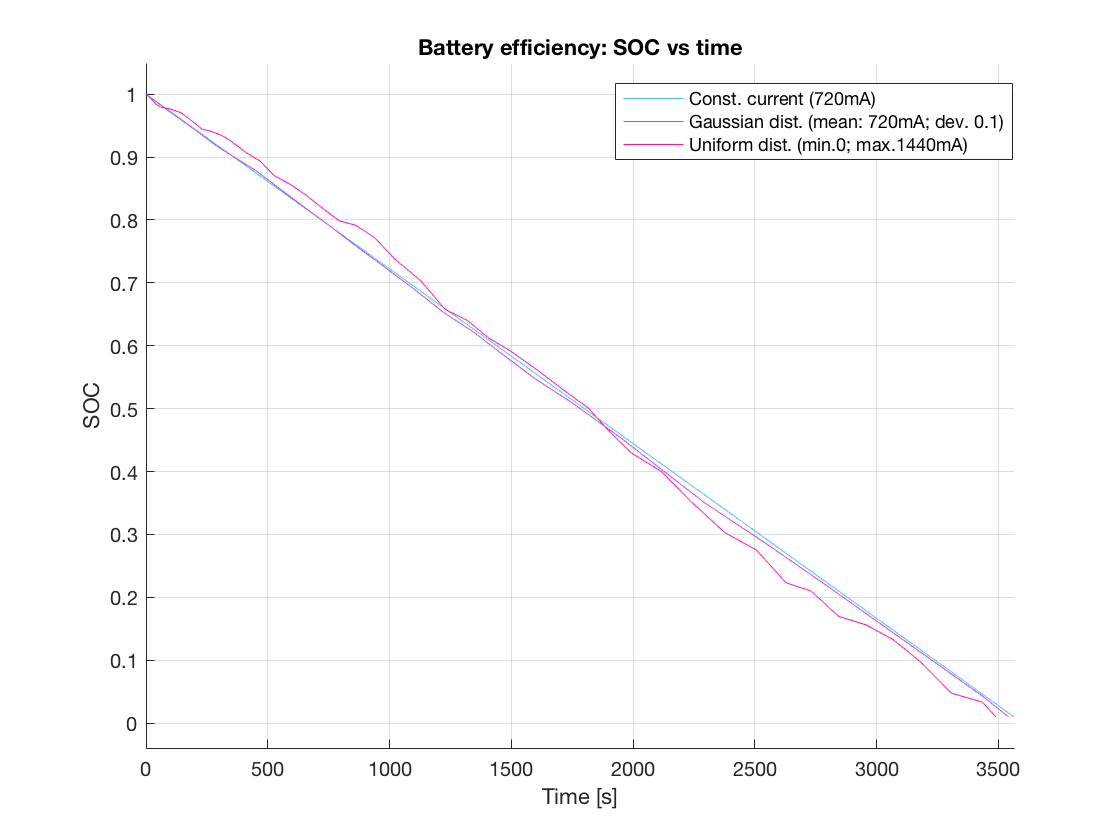 Battery efficiency: SOC vs time
Const. current (720mA)
Gaussian dist. (mean: 720mA; dev. 0.1)
Uniform dist. (min.0; max.1440mA)
1
0.9
0.8
0.7
0.6
0.5
0.4
0.3
0.2
0.1
0
SOC
0 500 1000 1500 2000 2500 3000 3500
Time [s]